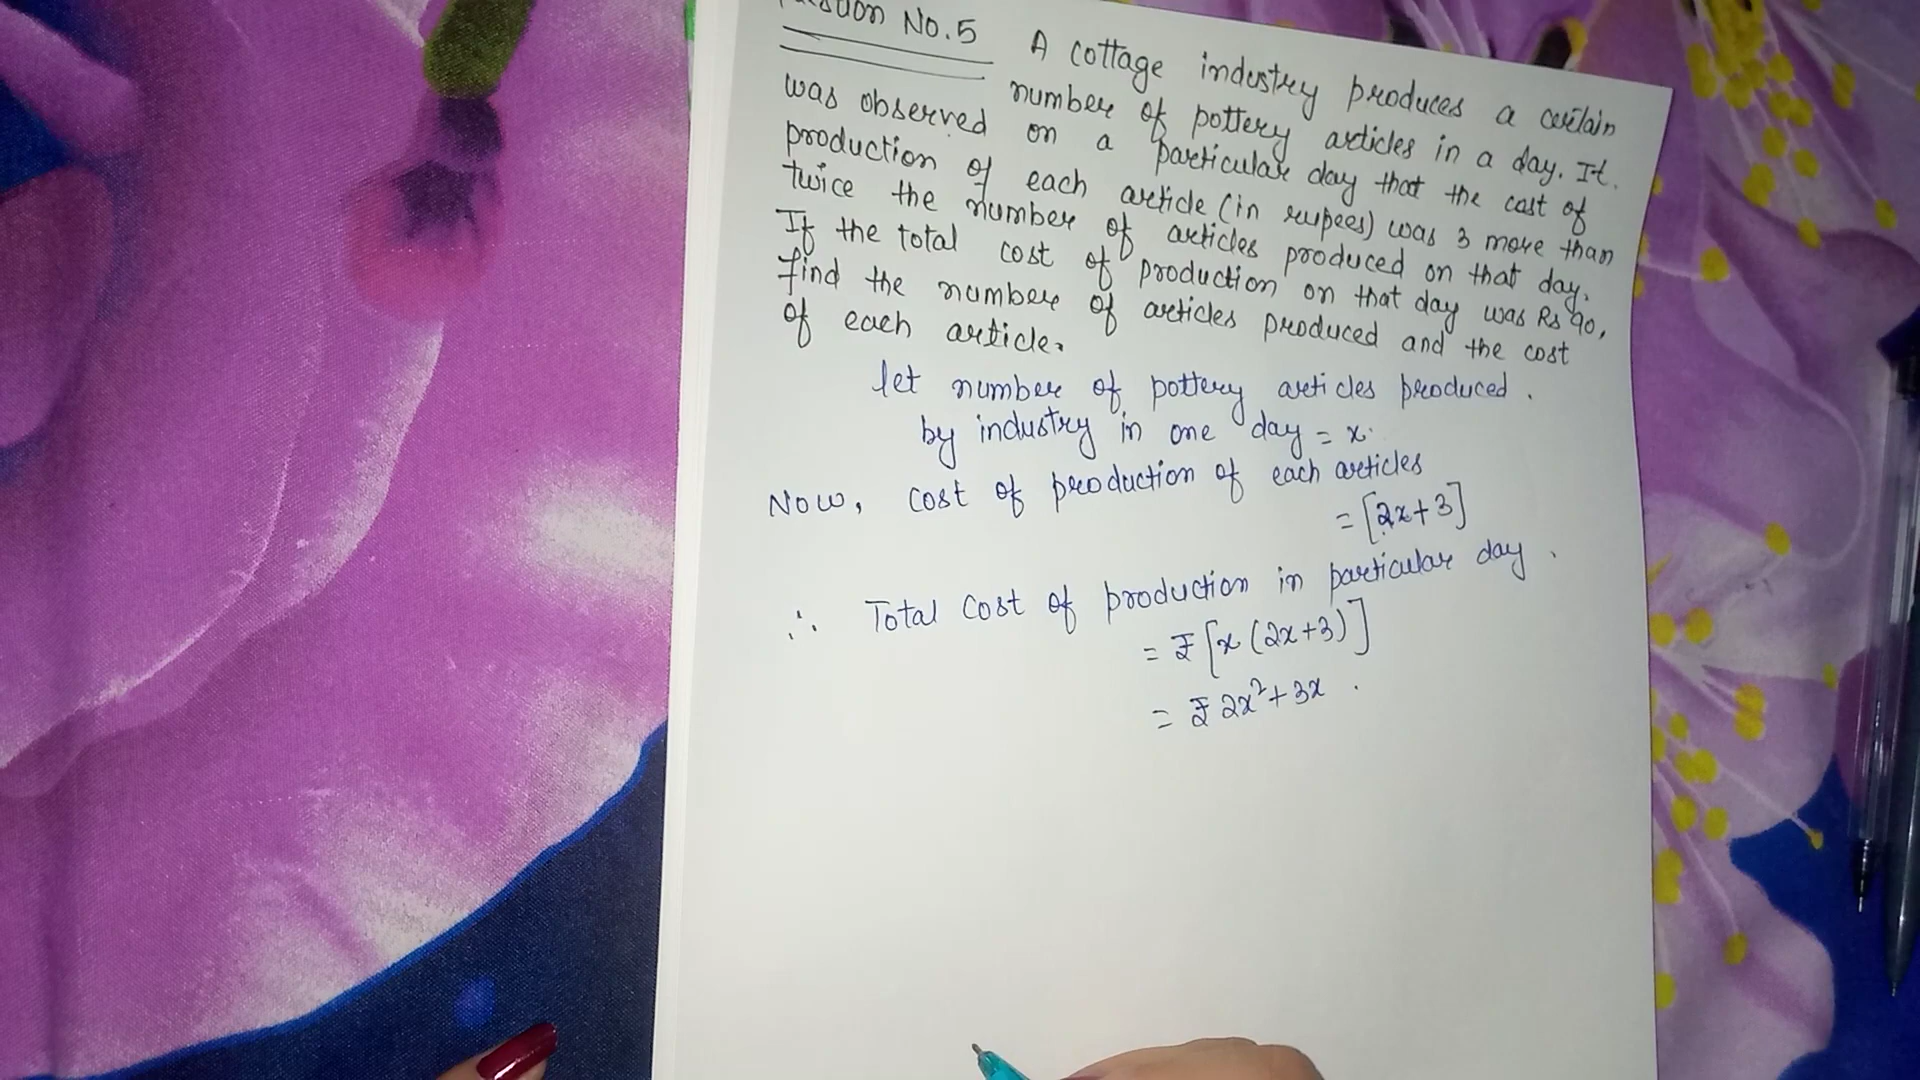 No.5 A cottage industry produces a certain
number of pottery articles in a day. It
was observed on a particular day that the cost of
production of each article (in rupees) was 3 more than
twice the number of articles produced on that day.
If the total cost of production on that day was Rs 90,
find the number of articles produced and the cost
of each article.
let number of pottery articles produced.
by industry in one day = x.
Now, cost of production of each articles
= [2x+3]
∴ Total cost of production in particular day.
= ₹ [x (2x+3)]
= ₹ 2x²+3x.